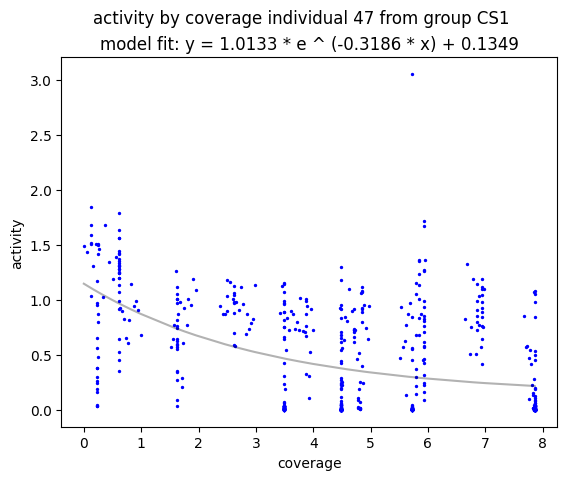 activity by coverage individual 47 from group CS1
model fit: y = 1.0133 * e ^ (-0.3186 * x) + 0.1349
3.0
2.5
2.0
1.5
1.0
0.5
0.0
activity
0 1 2 3 4 5 6 7 8
coverage